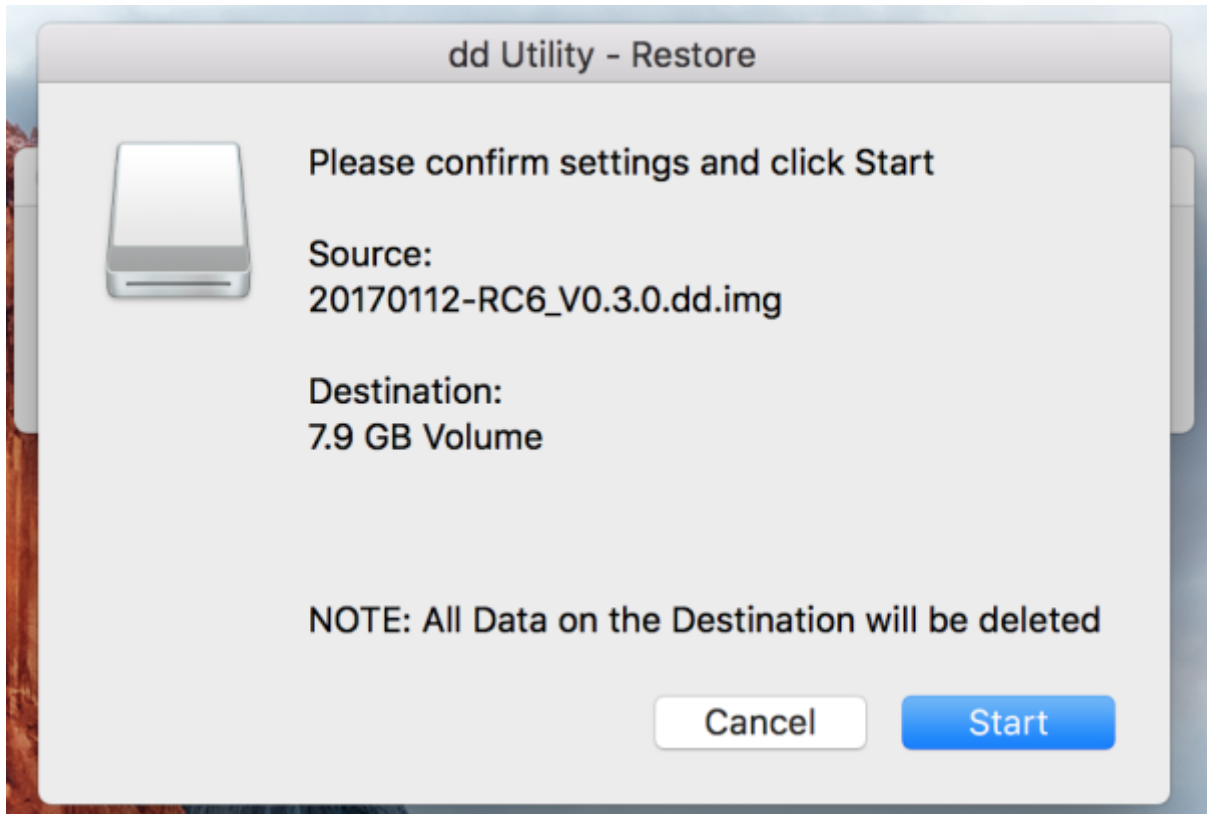 dd Utility - Restore
Please confirm settings and click Start
Source:
20170112-RC6_V0.3.0.dd.img
Destination:
7.9 GB Volume
NOTE: All Data on the Destination will be deleted
Cancel
Start